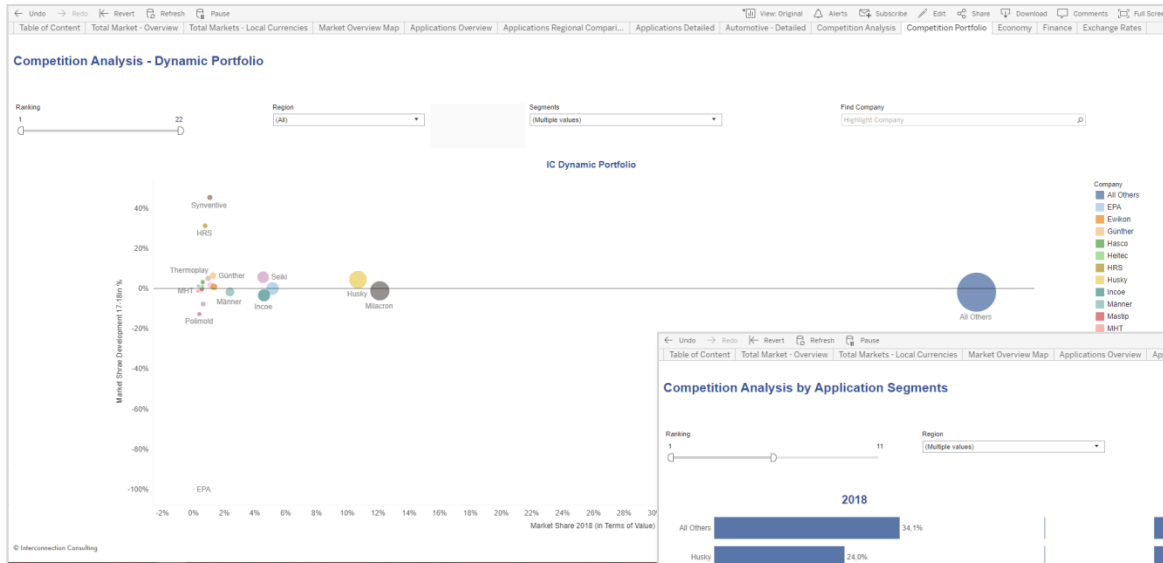 Undo Redo Revert Refresh Pause View: Original Alerts Subscribe Edit Share Download Comments Full Scree
Table of Content Total Market - Overview Total Markets - Local Currencies Market Overview Map Applications Overview Applications Regional Compari... Applications Detailed Automotive - Detailed Competition Analysis Competition Portfolio Economy Finance Exchange Rates
Competition Analysis - Dynamic Portfolio
Ranking
1 22
Region
(All)
Segments
(Multiple values)
Find Company
Highlight Company
IC Dynamic Portfolio
Market Shrae Development 17-18in %
40%
20%
0%
-20%
-40%
-60%
-80%
-100%
Synventive
HRS
Thermoplay
Günther
Seiki
MHT
Männer
Incoe
Husky
Milacron
Polimold
All Others
EPA
-2% 0% 2% 4% 6% 8% 10% 12% 14% 16% 18% 20% 22% 24% 26% 28% 30%
Market Share 2018 (in Terms of Value)
Company
All Others
EPA
Ewikon
Günther
Hasco
Heitec
HRS
Husky
Incoe
Männer
Mastip
MHT
© Interconnection Consulting
Undo Redo Revert Refresh Pause
Table of Content Total Market - Overview Total Markets - Local Currencies Market Overview Map Applications Overview Ap
Competition Analysis by Application Segments
Ranking
1 11
Region
(Multiple values)
2018
All Others 34,1%
Husky 24,0%